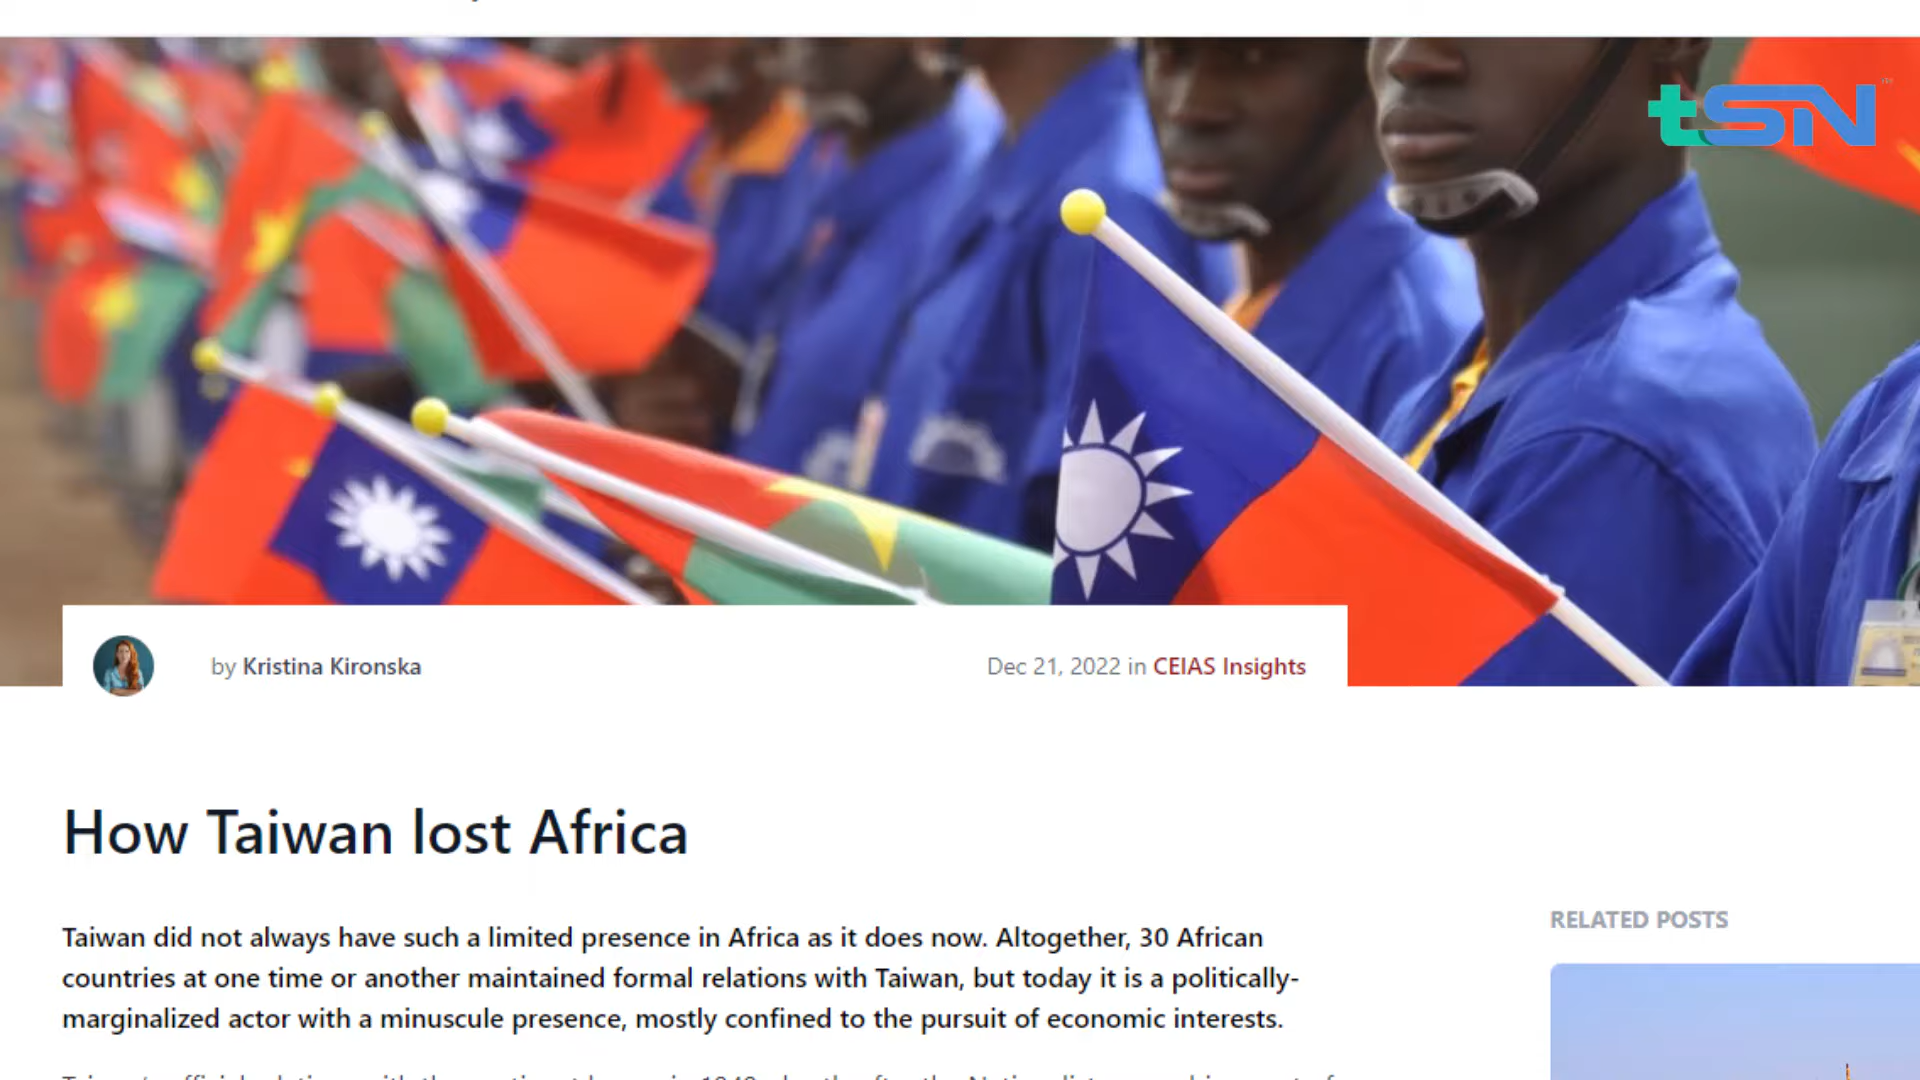 tSN
by Kristina Kironska
Dec 21, 2022 in CEIAS Insights
How Taiwan lost Africa
Taiwan did not always have such a limited presence in Africa as it does now. Altogether, 30 African
countries at one time or another maintained formal relations with Taiwan, but today it is a politically-
marginalized actor with a minuscule presence, mostly confined to the pursuit of economic interests.
RELATED POSTS